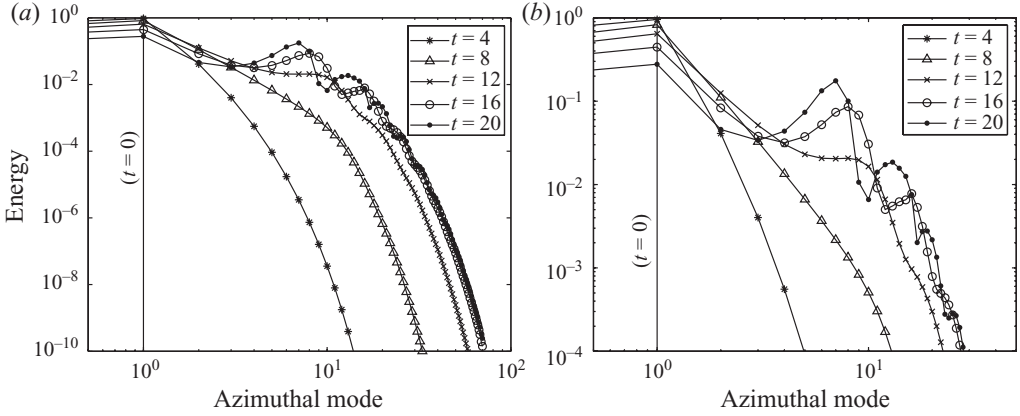 (a)
10^0
10^-2
10^-4
10^-6
10^-8
10^-10
Energy
(t = 0)
t = 4
t = 8
t = 12
t = 16
t = 20
10^0
10^1
10^2
Azimuthal mode
(b)
10^0
10^-1
10^-2
10^-3
10^-4
(t = 0)
t = 4
t = 8
t = 12
t = 16
t = 20
10^0
10^1
Azimuthal mode